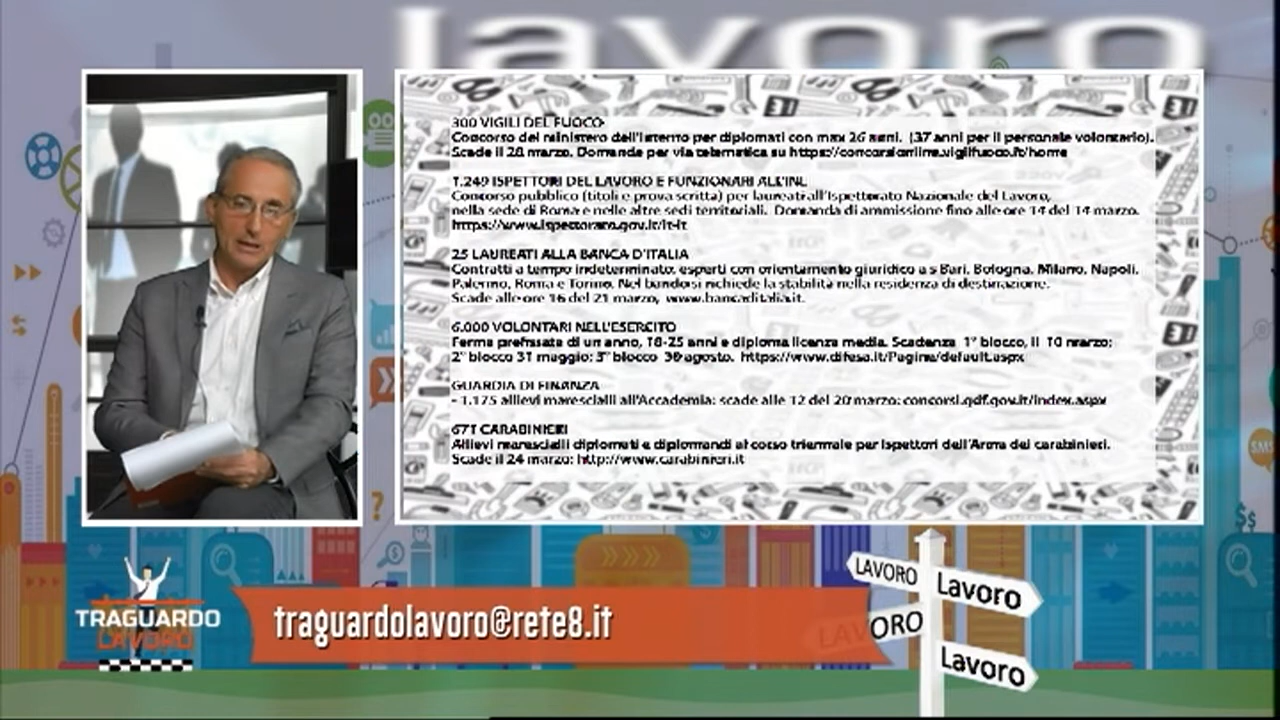 lavoro
300 VIGILI DEL FUOCO
Concorso del ministero dell'Interno per diplomati con max 26 anni. (37 anni per il personale volontario).
Scade il 28 marzo. Domande per via telematica su https://concorsionline.vigilfuoco.it/home
1.249 ISPETTORI DEL LAVORO E FUNZIONARI ALL'INL
Concorso pubblico (titoli e prova scritta) per laureati all'Ispettorato Nazionale del Lavoro,
nella sede di Roma e nelle altre sedi territoriali. Domanda di ammissione fino alle ore 14 del 14 marzo.
https://www.ispettorato.gov.it/it-it
25 LAUREATI ALLA BANCA D'ITALIA
Contratti a tempo indeterminato: esperti con orientamento giuridico a s Bari, Bologna, Milano, Napoli,
Palermo, Roma e Torino. Nel bando si richiede la stabilità nella residenza di destinazione.
Scade alle ore 16 del 21 marzo, www.bancaditalia.it.
6.000 VOLONTARI NELL'ESERCITO
Ferma prefissata di un anno, 18-25 anni e diploma licenza media. Scadenza 1° blocco, il 10 marzo;
2° blocco 31 maggio; 3° blocco 30 agosto. https://www.difesa.it/Pagine/default.aspx
GUARDIA DI FINANZA
- 1.175 allievi marescialli all'Accademia: scade alle 12 del 20 marzo: concorsi.gdf.gov.it/index.aspx
671 CARABINIERI
Allievi marescialli diplomati e diplomandi al corso triennale per Ispettori dell'Arma dei carabinieri.
Scade il 24 marzo: http://www.carabinieri.it
TRAGUARDO
LAVORO
traguardolavoro@rete8.it
LAVORO
Lavoro
LAVORO
Lavoro
SMS